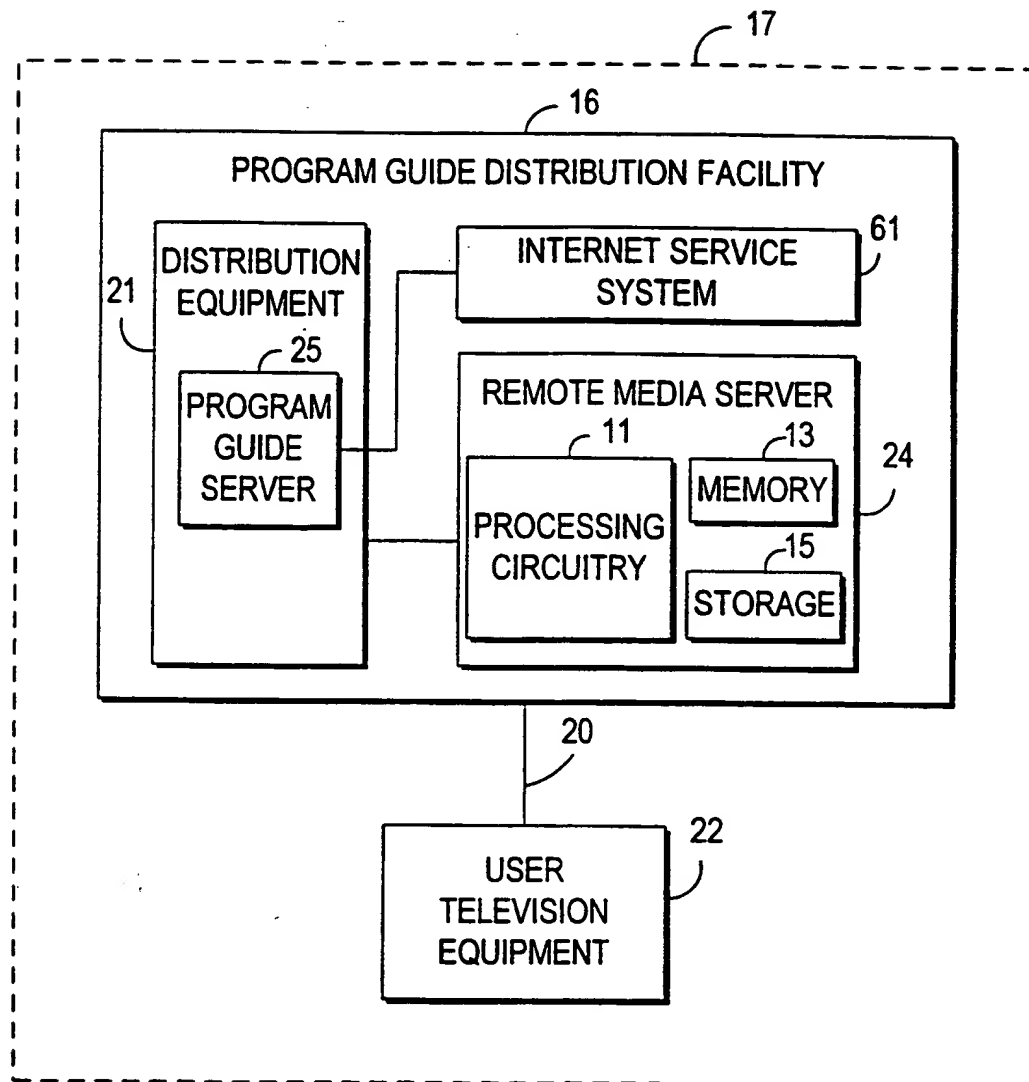 17
16
PROGRAM GUIDE DISTRIBUTION FACILITY
DISTRIBUTION
EQUIPMENT
21
25
PROGRAM
GUIDE
SERVER
INTERNET SERVICE
SYSTEM
61
REMOTE MEDIA SERVER
11
PROCESSING
CIRCUITRY
13
MEMORY
15
STORAGE
24
20
USER
TELEVISION
EQUIPMENT
22